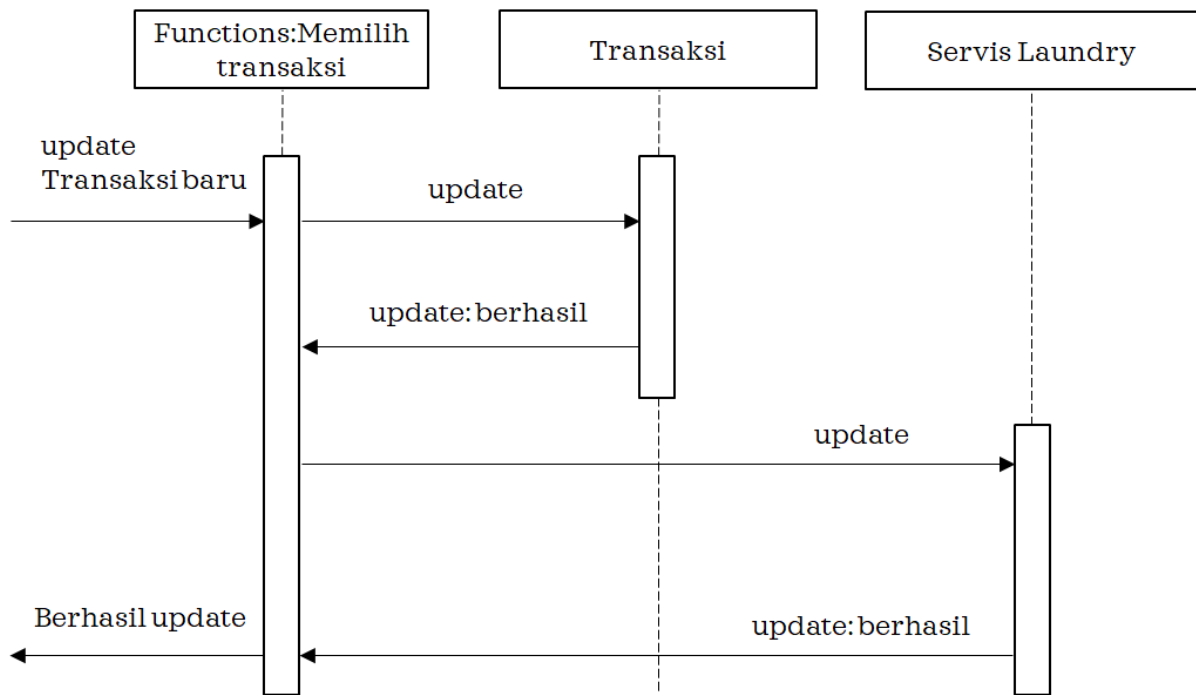 Functions:Memilih
transaksi
Transaksi
Servis Laundry
update
Transaksi baru
update
update: berhasil
update
Berhasil update
update: berhasil